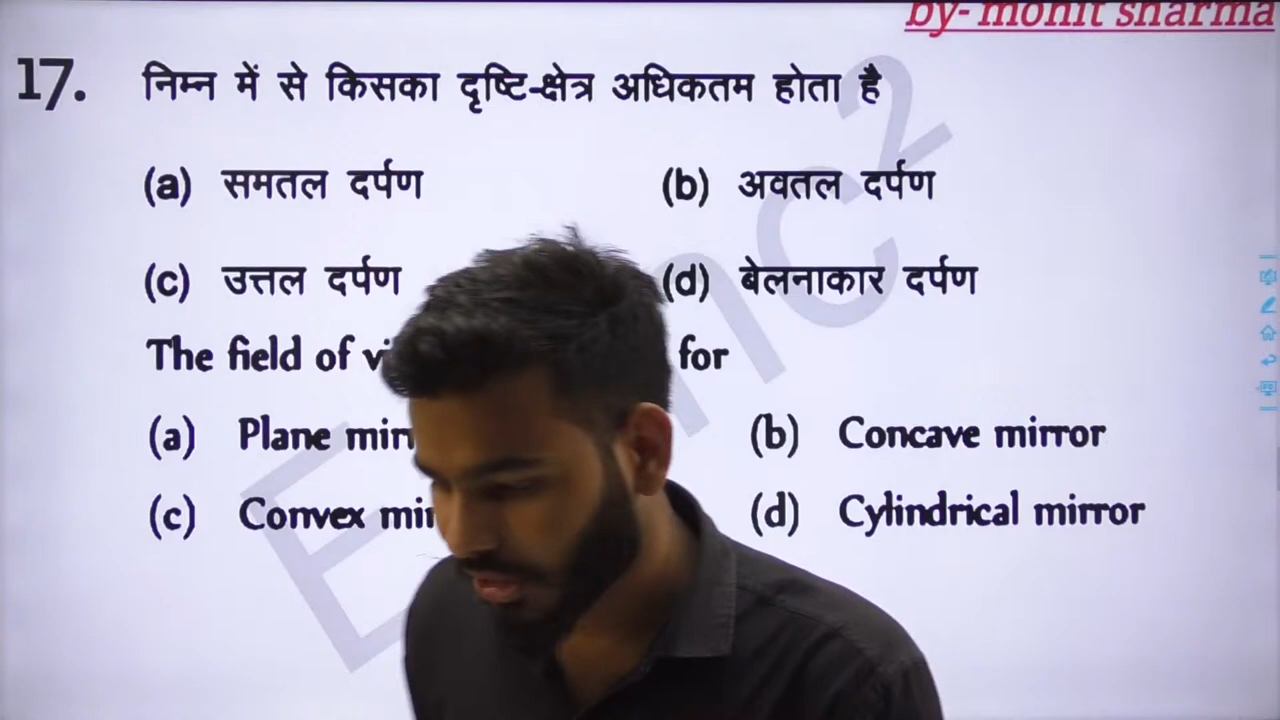 by- mohit sharma
17. निम्न में से किसका दृष्टि-क्षेत्र अधिकतम होता है
(a) समतल दर्पण (b) अवतल दर्पण
(c) उत्तल दर्पण (d) बेलनाकार दर्पण
The field of for
(a) Plane (b) Concave mirror
(c) Convex (d) Cylindrical mirror
E mc²